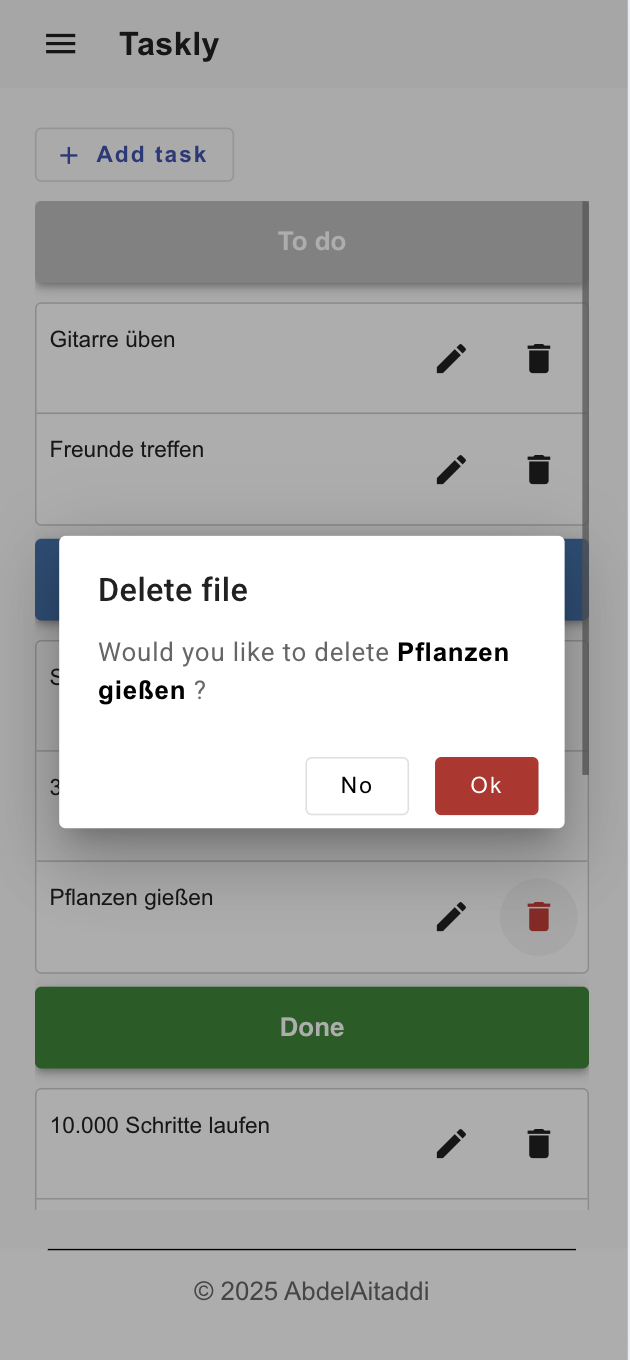 Taskly
+ Add task
To do
Gitarre üben
Freunde treffen
Delete file
Would you like to delete Pflanzen
gießen ?
No
Ok
Pflanzen gießen
Done
10.000 Schritte laufen
© 2025 AbdelAitaddi